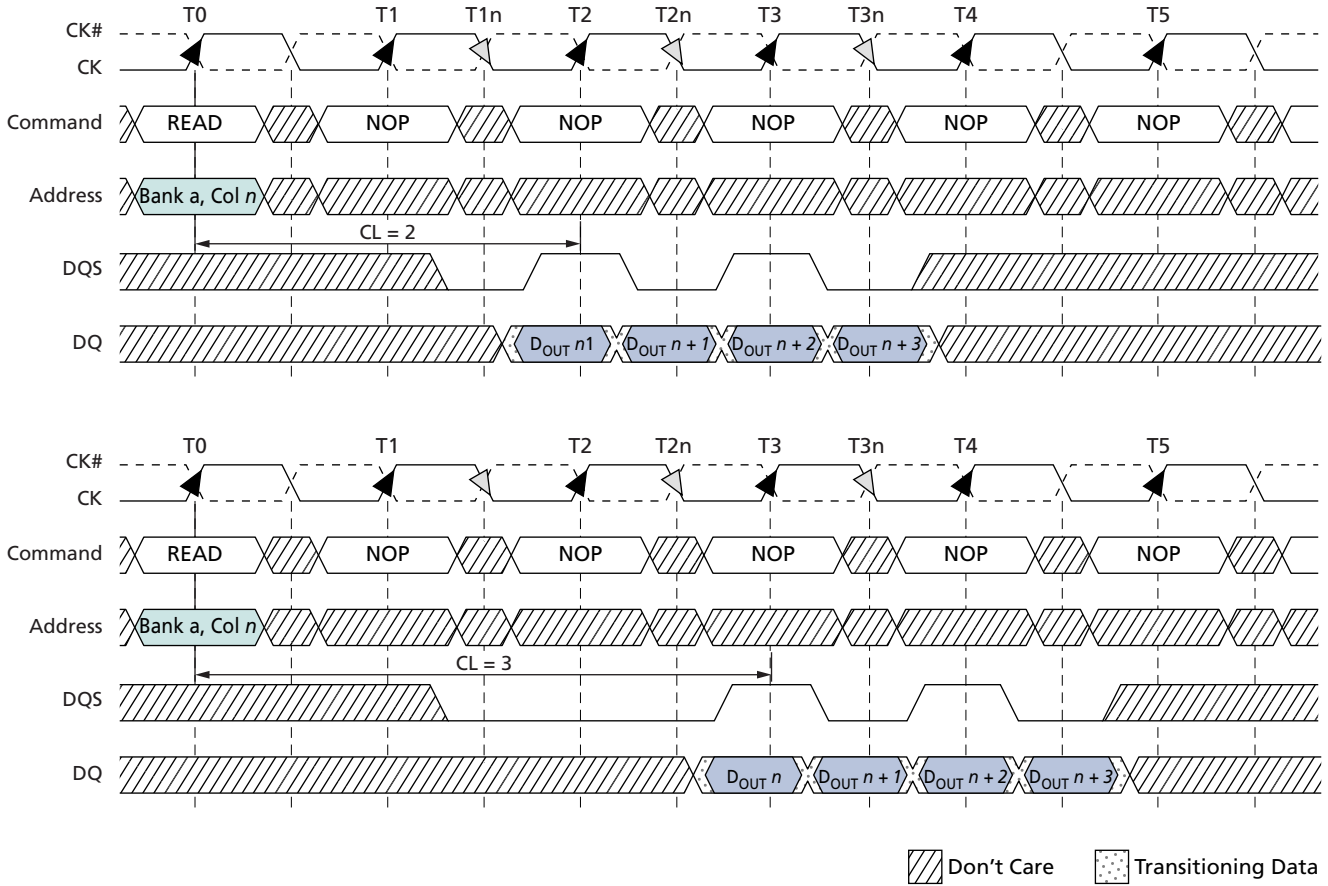 T0 T1 T1n T2 T2n T3 T3n T4 T5
CK#
CK
Command READ NOP NOP NOP NOP NOP
Address Bank a, Col n
CL = 2
DQS
DQ DOUT n1 DOUT n + 1 DOUT n + 2 DOUT n + 3
T0 T1 T1n T2 T2n T3 T3n T4 T5
CK#
CK
Command READ NOP NOP NOP NOP NOP
Address Bank a, Col n
CL = 3
DQS
DQ DOUT n DOUT n + 1 DOUT n + 2 DOUT n + 3
Don't Care Transitioning Data